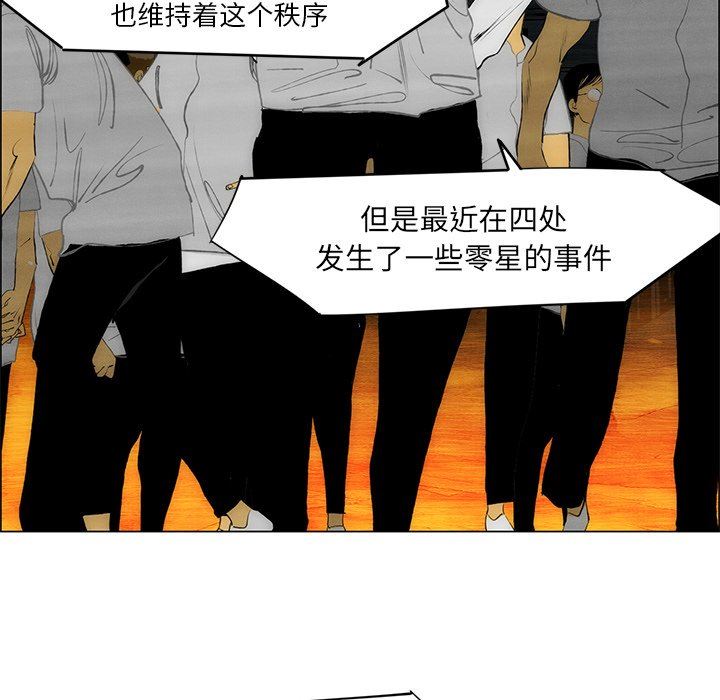 也维持着这个秩序
但是最近在四处
发生了一些零星的事件